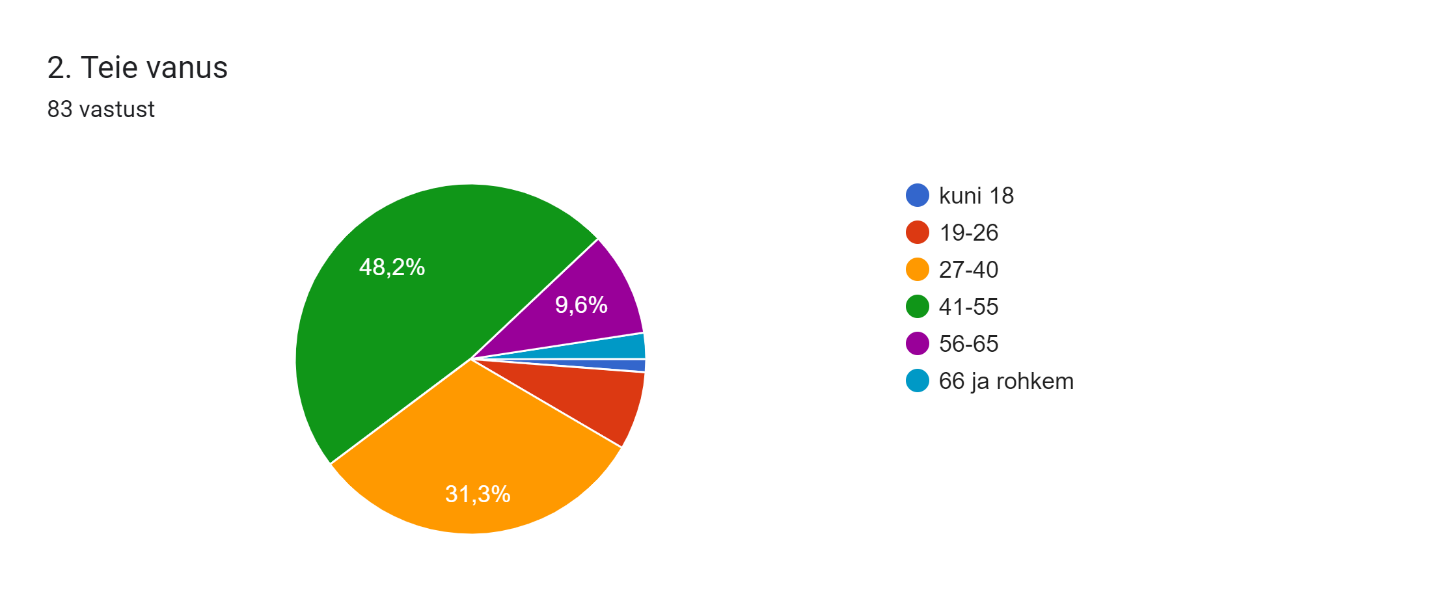 2. Teie vanus
83 vastust
48,2%
9,6%
31,3%
kuni 18
19-26
27-40
41-55
56-65
66 ja rohkem